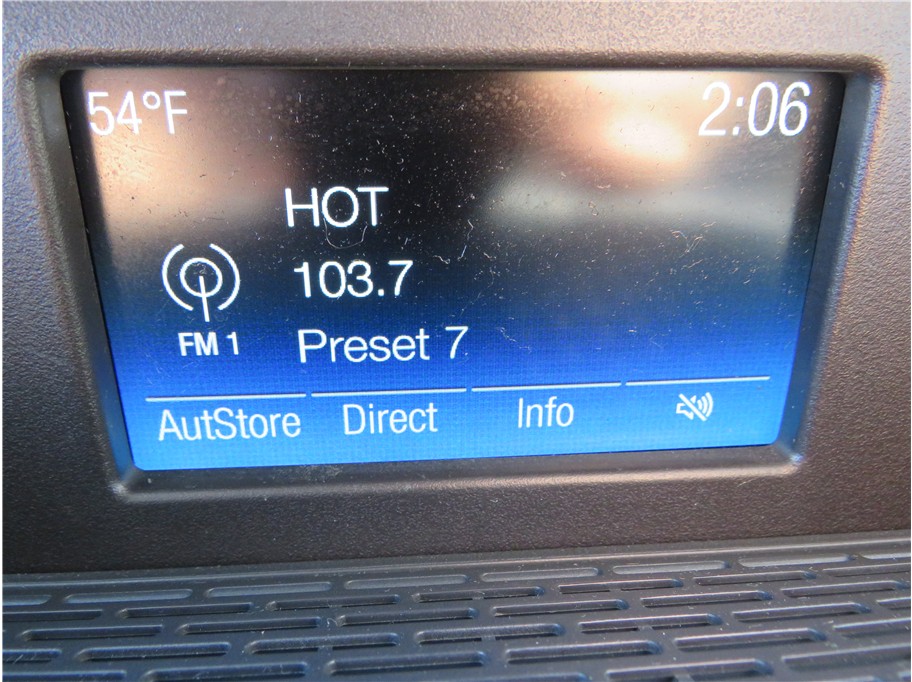 54°F 2:06
HOT
103.7
FM 1
Preset 7
AutStore Direct Info